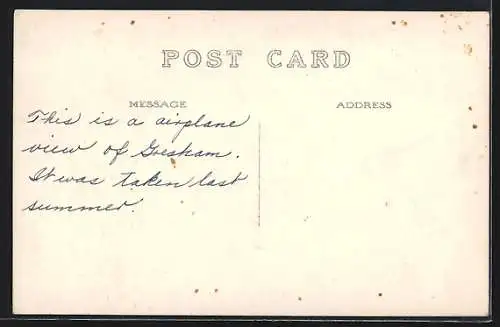 POST CARD
MESSAGE
ADDRESS
This is a airplane
view of Gresham.
It was taken last
summer.